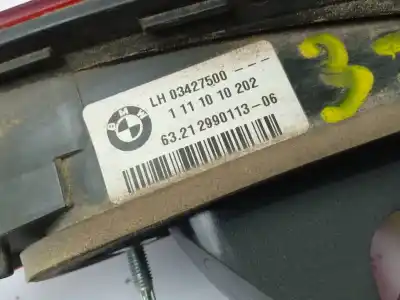 BMW
LH 03427500 ---
1 11 10 10 202
63.21 2990113-06